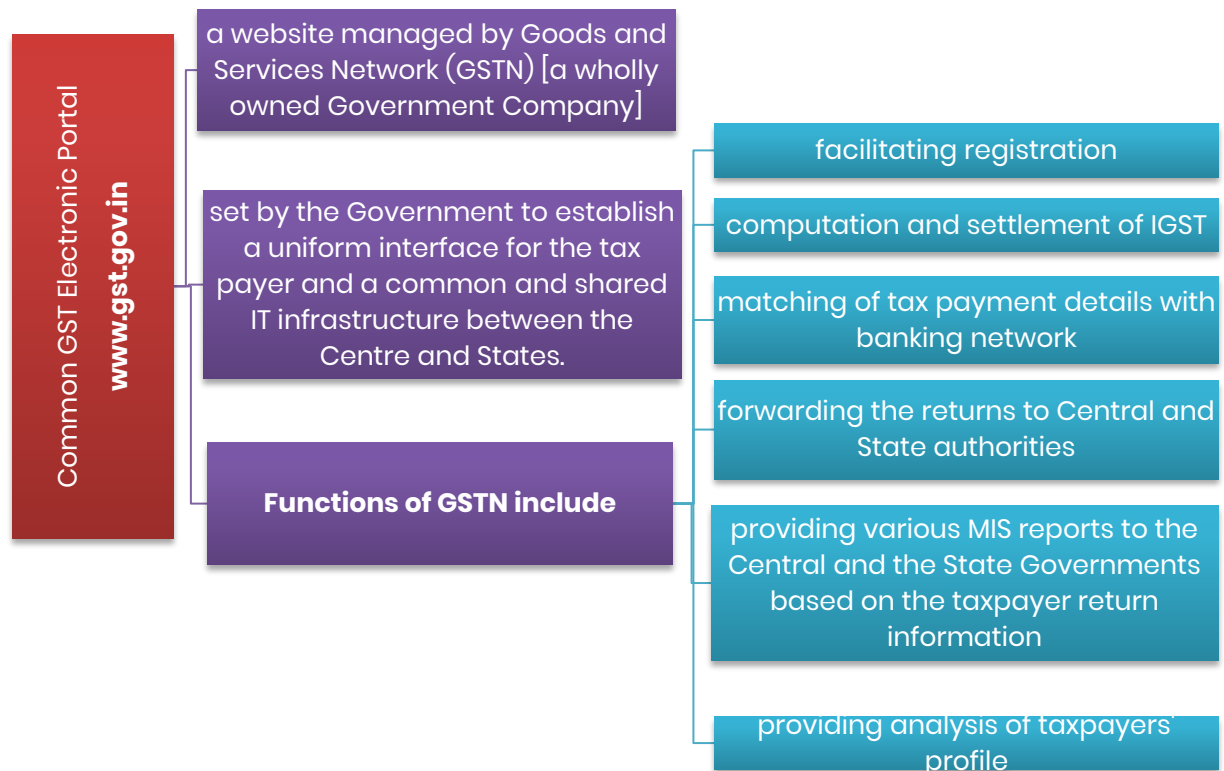 Common GST Electronic Portal
www.gst.gov.in
a website managed by Goods and
Services Network (GSTN) [a wholly
owned Government Company]
set by the Government to establish
a uniform interface for the tax
payer and a common and shared
IT infrastructure between the
Centre and States.
Functions of GSTN include
facilitating registration
computation and settlement of IGST
matching of tax payment details with
banking network
forwarding the returns to Central and
State authorities
providing various MIS reports to the
Central and the State Governments
based on the taxpayer return
information
providing analysis of taxpayers'
profile